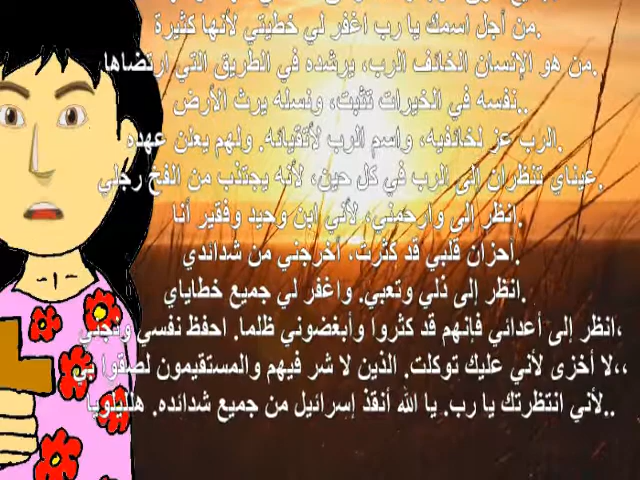 .من أجل اسمك يا رب اغفر لي خطيتي لأنها كثيرة
.من هو الإنسان الخائف الرب، يرشده في الطريق التي ارتضاها
..نفسه في الخيرات تثبت، ونسله يرث الأرض
.الرب عز لخائفيه، واسم الرب لأتقيائه. ولهم يعلن عهده
.عيناي تنظران إلى الرب في كل حين، لأنه يجتذب من الفخ رجلي
.انظر إلى وارحمني، لأني ابن وحيد وفقير أنا
.أحزان قلبي قد كثرت، أخرجني من شدائدي
.انظر إلى ذلي وتعبي. واغفر لي جميع خطاياي
،انظر إلى أعدائي فإنهم قد كثروا وأبغضوني ظلما. احفظ نفسي ونجني
،،لا أخزى لأني عليك توكلت. الذين لا شر فيهم والمستقيمون لصقوا بي
..لأني انتظرتك يا رب. يا الله أنقذ إسرائيل من جميع شدائده. هلليلويا